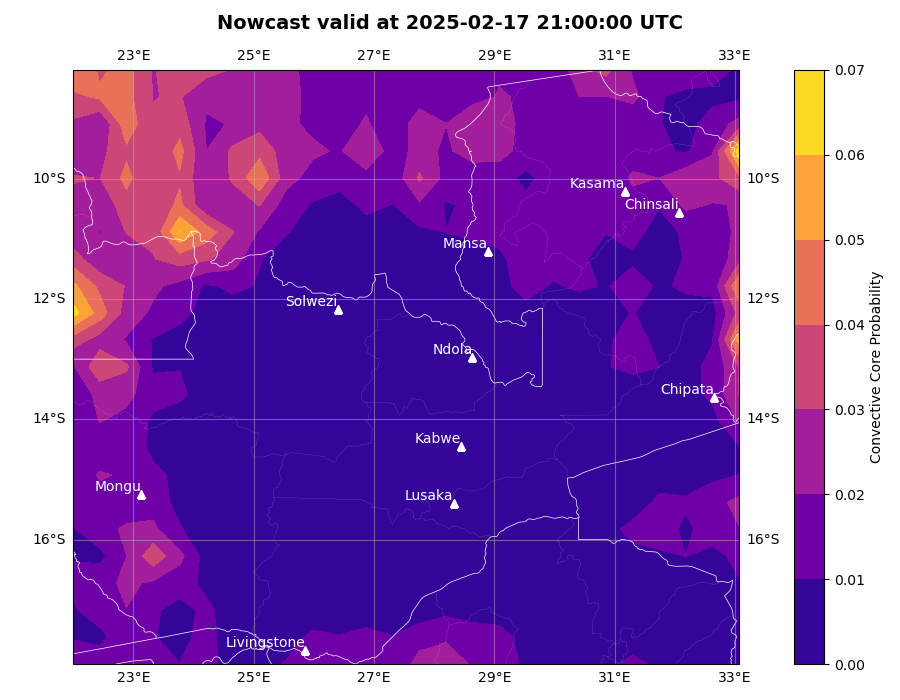 Nowcast valid at 2025-02-17 21:00:00 UTC
23°E 25°E 27°E 29°E 31°E 33°E
0.07
0.06
10°S Kasama 10°S
Chinsali
0.05
Mansa
12°S Solwezi 12°S
0.04
Ndola
Chipata
0.03
14°S 14°S
Kabwe
Mongu Lusaka
0.02
16°S 16°S
0.01
Livingstone
0.00
23°E 25°E 27°E 29°E 31°E 33°E
Convective Core Probability